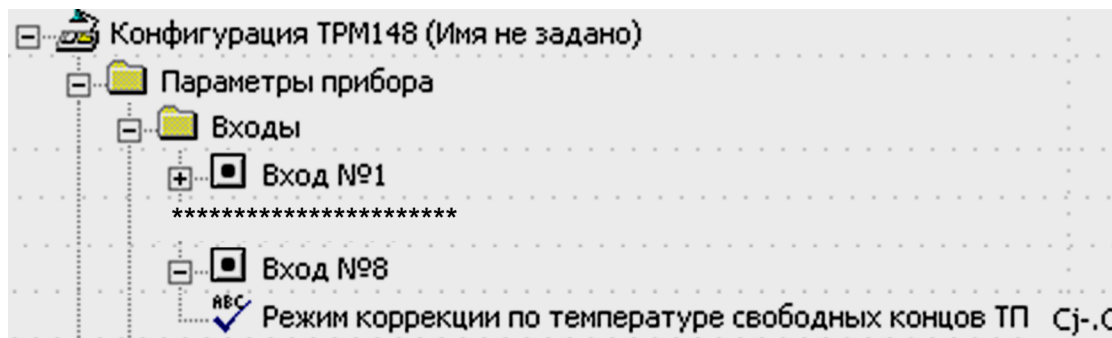 Конфигурация ТРМ148 (Имя не задано)
Параметры прибора
Входы
Вход №1
***********************
Вход №8
ABC Режим коррекции по температуре свободных концов ТП Cj-.C